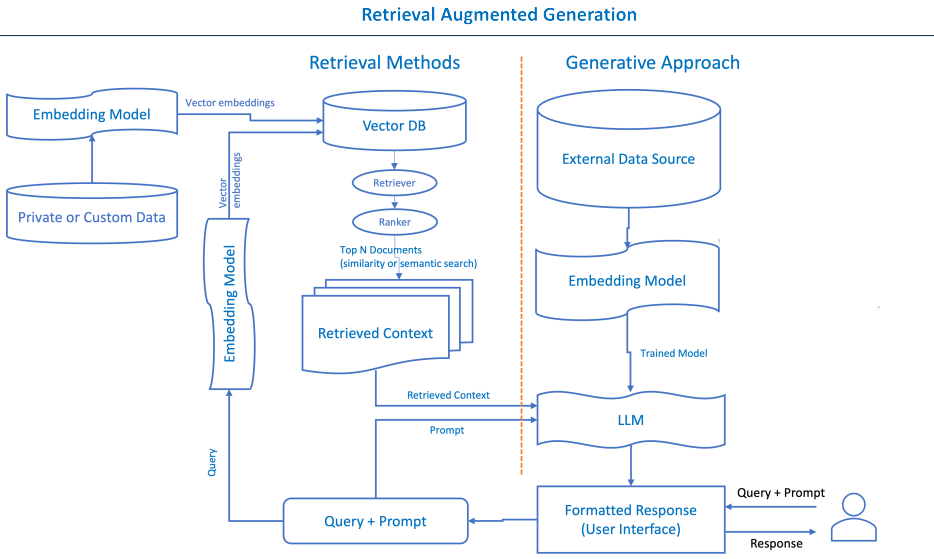 Retrieval Augmented Generation
Retrieval Methods
Generative Approach
Embedding Model
Vector embeddings
Vector DB
External Data Source
Private or Custom Data
Vector
embeddings
Retriever
Ranker
Top N Documents
(similarity or semantic search)
Embedding Model
Embedding Model
Retrieved Context
Trained Model
Retrieved Context
Prompt
LLM
Query
Query + Prompt
Formatted Response
(User Interface)
Query + Prompt
Response